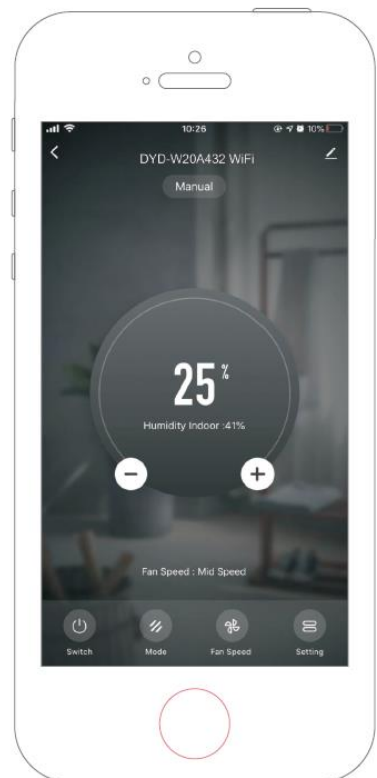 10:26 10%
DYD-W20A432 WiFi
Manual
25%
Humidity Indoor :41%
− +
Fan Speed : Mid Speed
Switch Mode Fan Speed Setting